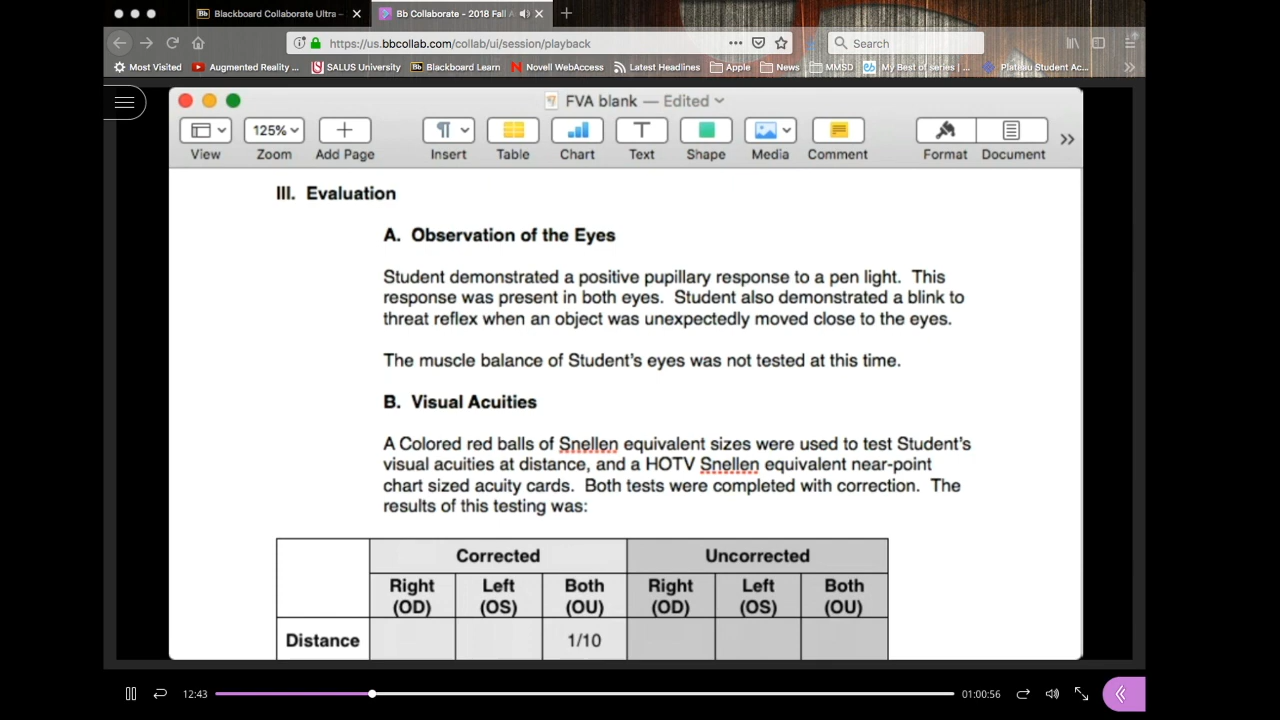 Blackboard Collaborate Ultra –
Bb Collaborate - 2018 Fall A
https://us.bbcollab.com/collab/ui/session/playback
Search
Most Visited
Augmented Reality ...
SALUS University
Bb
Blackboard Learn
Novell WebAccess
Latest Headlines
Apple
News
MMSD
My Best of series | ...
Plateau Student Ac...
FVA blank — Edited
125%
View
Zoom
Add Page
Insert
Table
Chart
Text
Shape
Media
Comment
Format
Document
III. Evaluation
A. Observation of the Eyes
Student demonstrated a positive pupillary response to a pen light. This
response was present in both eyes. Student also demonstrated a blink to
threat reflex when an object was unexpectedly moved close to the eyes.
The muscle balance of Student's eyes was not tested at this time.
B. Visual Acuities
A Colored red balls of Snellen equivalent sizes were used to test Student's
visual acuities at distance, and a HOTV Snellen equivalent near-point
chart sized acuity cards. Both tests were completed with correction. The
results of this testing was:
Corrected
Uncorrected
Right
(OD)
Left
(OS)
Both
(OU)
Right
(OD)
Left
(OS)
Both
(OU)
Distance
1/10
12:43
01:00:56